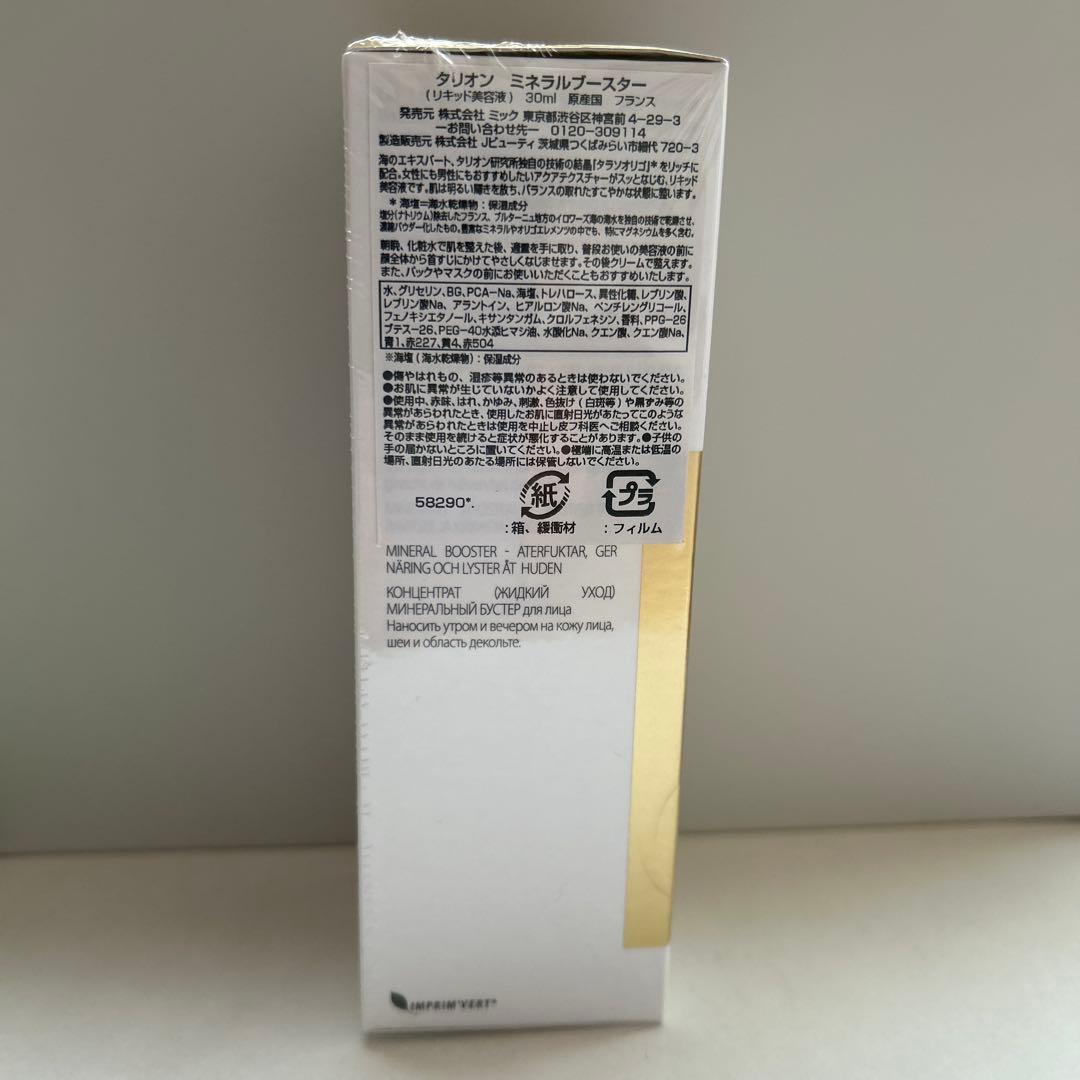 タリオン ミネラルブースター
(リキッド美容液) 30ml 原産国 フランス
発売元 株式会社 ミック 東京都渋谷区神宮前 4-29-3
ーお問い合わせ先ー 0120-309114
製造販売元 株式会社 Jビューティ 茨城県つくばみらい市細代 720-3
海のエキスパート、タリオン研究所独自の技術の結晶「タラソオリゴ」*をリッチに
配合。女性にも男性にもおすすめしたいアクアテクスチャーがスッとなじむ、リキッド
美容液です。肌は明るい輝きを放ち、バランスの取れたすこやかな状態に整います。
*海塩=海水乾燥物:保湿成分
塩分(ナトリウム)除去したフランス、ブルターニュ地方のイロワーズ海の海水を独自の技術で乾燥させ、
濃縮パウダー化したもの。豊富なミネラルやオリゴエレメンツの中でも、特にマグネシウムを多く含む。
朝晩、化粧水で肌を整えた後、適量を手に取り、普段お使いの美容液の前に
顔全体から首すじにかけてやさしくなじませます。その後クリームで整えます。
また、パックやマスクの前にお使いいただくこともおすすめいたします。
水、グリセリン、BG、PCA-Na、海塩、トレハロース、異性化糖、レブリン酸、
レブリン酸Na、アラントイン、ヒアルロン酸Na、ペンチレングリコール、
フェノキシエタノール、キサンタンガム、クロルフェネシン、香料、PPG-26
ブテス-26、PEG-40水添ヒマシ油、水酸化Na、クエン酸、クエン酸Na、
青1、赤227、黄4、赤504
※海塩(海水乾燥物):保湿成分
●傷やはれもの、湿疹等異常のあるときは使わないでください。
●お肌に異常が生じていないかよく注意して使用してください。
●使用中、赤味、はれ、かゆみ、刺激、色抜け(白斑等)や黒ずみ等の
異常があらわれたとき、使用したお肌に直射日光があたってこのような
異常があらわれたときは使用を中止し皮フ科医へご相談ください。
そのまま使用を続けると症状が悪化することがあります。●子供の
手の届かないところに置いてください。●極端に高温または低温の
場所、直射日光のあたる場所には保管しないでください。
58290*.
紙 プラ
:箱、緩衝材 :フィルム
MINERAL BOOSTER - ATERFUKTAR, GER
NÄRING OCH LYSTER ÅT HUDEN
КОНЦЕНТРАТ (ЖИДКИЙ УХОД)
МИНЕРАЛЬНЫЙ БУСТЕР для лица
Наносить утром и вечером на кожу лица,
шеи и область декольте.
IMPRIM'VERT®